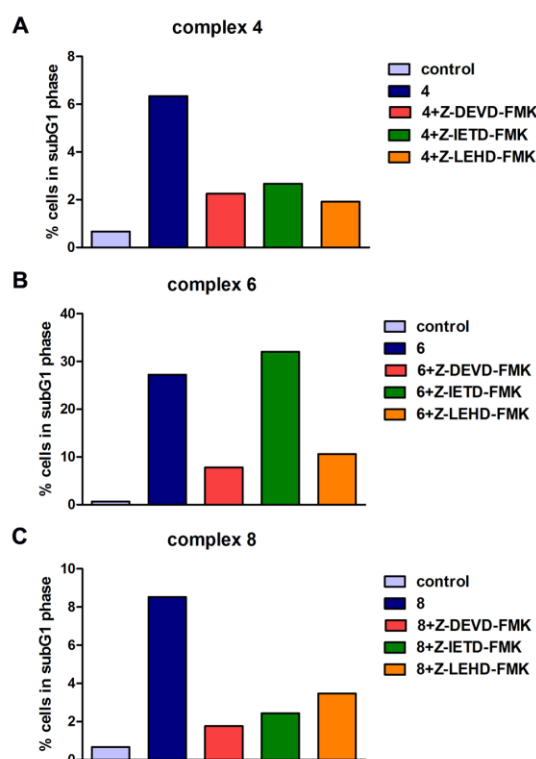 A
complex 4
% cells in subG1 phase
8
6
4
2
0
control
4
4+Z-DEVD-FMK
4+Z-IETD-FMK
4+Z-LEHD-FMK
B
complex 6
% cells in subG1 phase
40
30
20
10
0
control
6
6+Z-DEVD-FMK
6+Z-IETD-FMK
6+Z-LEHD-FMK
C
complex 8
% cells in subG1 phase
10
8
6
4
2
0
control
8
8+Z-DEVD-FMK
8+Z-IETD-FMK
8+Z-LEHD-FMK